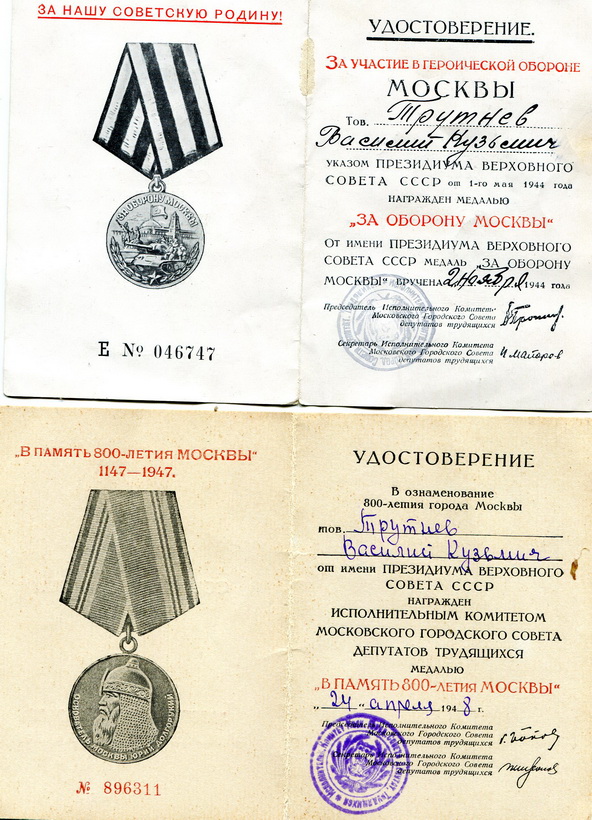 ЗА НАШУ СОВЕТСКУЮ РОДИНУ!
ЗА ОБОРОНУ МОСКВЫ
Е № 046747
УДОСТОВЕРЕНИЕ.
ЗА УЧАСТИЕ В ГЕРОИЧЕСКОЙ ОБОРОНЕ
МОСКВЫ
Тов. Трутнев
Василий Кузьмич
УКАЗОМ ПРЕЗИДИУМА ВЕРХОВНОГО
СОВЕТА СССР от 1-го мая 1944 года
НАГРАЖДЕН МЕДАЛЬЮ
„ЗА ОБОРОНУ МОСКВЫ“
ОТ ИМЕНИ ПРЕЗИДИУМА ВЕРХОВНОГО
СОВЕТА СССР МЕДАЛЬ „ЗА ОБОРОНУ
МОСКВЫ“ ВРУЧЕНА 2 ноября 1944 года
Председатель Исполнительного Комитета
Московского Городского Совета
депутатов трудящихся
Секретарь Исполнительного Комитета
Московского Городского Совета
депутатов трудящихся
„В ПАМЯТЬ 800-ЛЕТИЯ МОСКВЫ“
1147—1947.
ОСНОВАТЕЛЬ МОСКВЫ ЮРИЙ ДОЛГОРУКИЙ
№ 896311
УДОСТОВЕРЕНИЕ
В ознаменование
800-летия города Москвы
тов. Трутнев
Василий Кузьмич
от имени ПРЕЗИДИУМА ВЕРХОВНОГО
СОВЕТА СССР
НАГРАЖДЕН
ИСПОЛНИТЕЛЬНЫМ КОМИТЕТОМ
МОСКОВСКОГО ГОРОДСКОГО СОВЕТА
ДЕПУТАТОВ ТРУДЯЩИХСЯ
МЕДАЛЬЮ
„В ПАМЯТЬ 800-ЛЕТИЯ МОСКВЫ“
„24“ апреля 1948 г.
Председатель Исполнительного Комитета
Московского Городского Совета
депутатов трудящихся
Секретарь Исполнительного Комитета
Московского Городского Совета
депутатов трудящихся